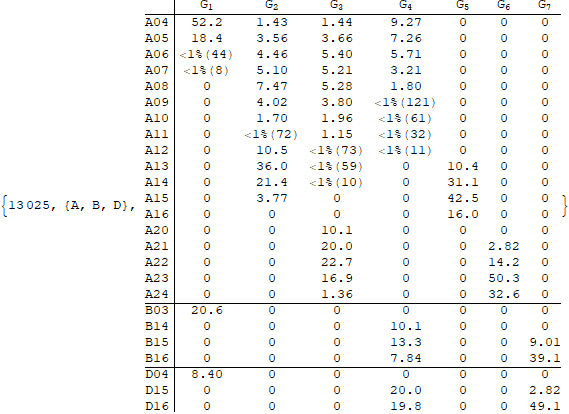 G₁ G₂ G₃ G₄ G₅ G₆ G₇
A04 52.2 1.43 1.44 9.27 0 0 0
A05 18.4 3.56 3.66 7.26 0 0 0
A06 <1%(44) 4.46 5.40 5.71 0 0 0
A07 <1%(8) 5.10 5.21 3.21 0 0 0
A08 0 7.47 5.28 1.80 0 0 0
A09 0 4.02 3.80 <1%(121) 0 0 0
A10 0 1.70 1.96 <1%(61) 0 0 0
A11 0 <1%(72) 1.15 <1%(32) 0 0 0
A12 0 10.5 <1%(73) <1%(11) 0 0 0
A13 0 36.0 <1%(59) 0 10.4 0 0
A14 0 21.4 <1%(10) 0 31.1 0 0
{13025, {A, B, D}, A15 0 3.77 0 0 42.5 0 0 }
A16 0 0 0 0 16.0 0 0
A20 0 0 10.1 0 0 0 0
A21 0 0 20.0 0 0 2.82 0
A22 0 0 22.7 0 0 14.2 0
A23 0 0 16.9 0 0 50.3 0
A24 0 0 1.36 0 0 32.6 0
B03 20.6 0 0 0 0 0 0
B14 0 0 0 10.1 0 0 0
B15 0 0 0 13.3 0 0 9.01
B16 0 0 0 7.84 0 0 39.1
D04 8.40 0 0 0 0 0 0
D15 0 0 0 20.0 0 0 2.82
D16 0 0 0 19.8 0 0 49.1